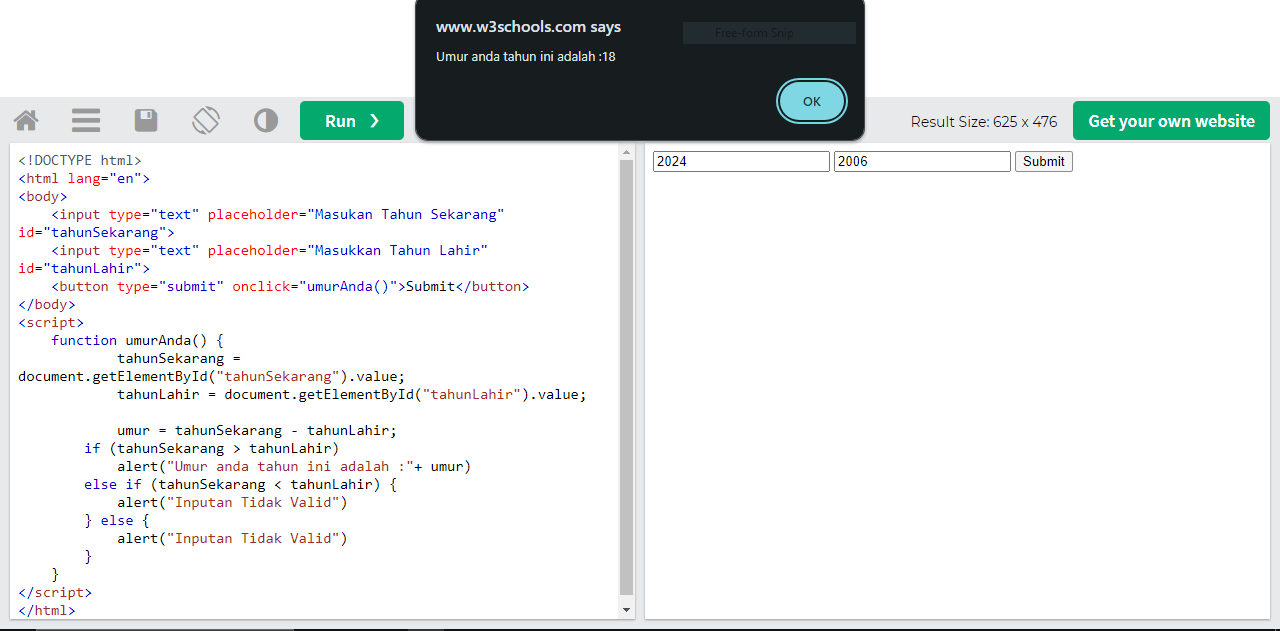 www.w3schools.com says
Free-form Snip
Umur anda tahun ini adalah :18
OK
Run ❯
Result Size: 625 x 476
Get your own website
<!DOCTYPE html>
<html lang="en">
<body>
<input type="text" placeholder="Masukan Tahun Sekarang"
id="tahunSekarang">
<input type="text" placeholder="Masukkan Tahun Lahir"
id="tahunLahir">
<button type="submit" onclick="umurAnda()">Submit</button>
</body>
<script>
function umurAnda() {
tahunSekarang =
document.getElementById("tahunSekarang").value;
tahunLahir = document.getElementById("tahunLahir").value;
umur = tahunSekarang - tahunLahir;
if (tahunSekarang > tahunLahir)
alert("Umur anda tahun ini adalah :"+ umur)
else if (tahunSekarang < tahunLahir) {
alert("Inputan Tidak Valid")
} else {
alert("Inputan Tidak Valid")
}
}
</script>
</html>
2024 2006 Submit